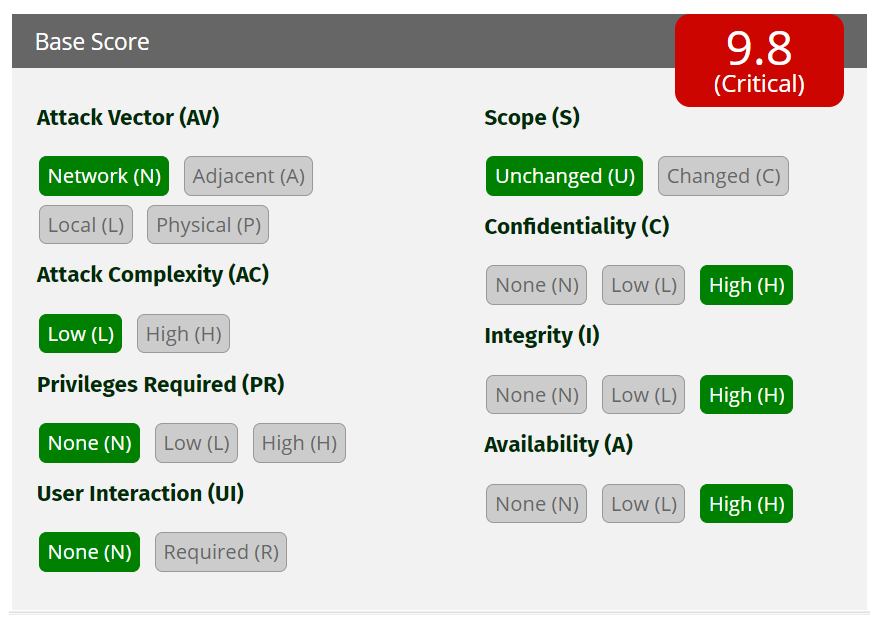 Base Score
9.8
(Critical)
Attack Vector (AV)
Network (N) Adjacent (A)
Local (L) Physical (P)
Attack Complexity (AC)
Low (L) High (H)
Privileges Required (PR)
None (N) Low (L) High (H)
User Interaction (UI)
None (N) Required (R)
Scope (S)
Unchanged (U) Changed (C)
Confidentiality (C)
None (N) Low (L) High (H)
Integrity (I)
None (N) Low (L) High (H)
Availability (A)
None (N) Low (L) High (H)